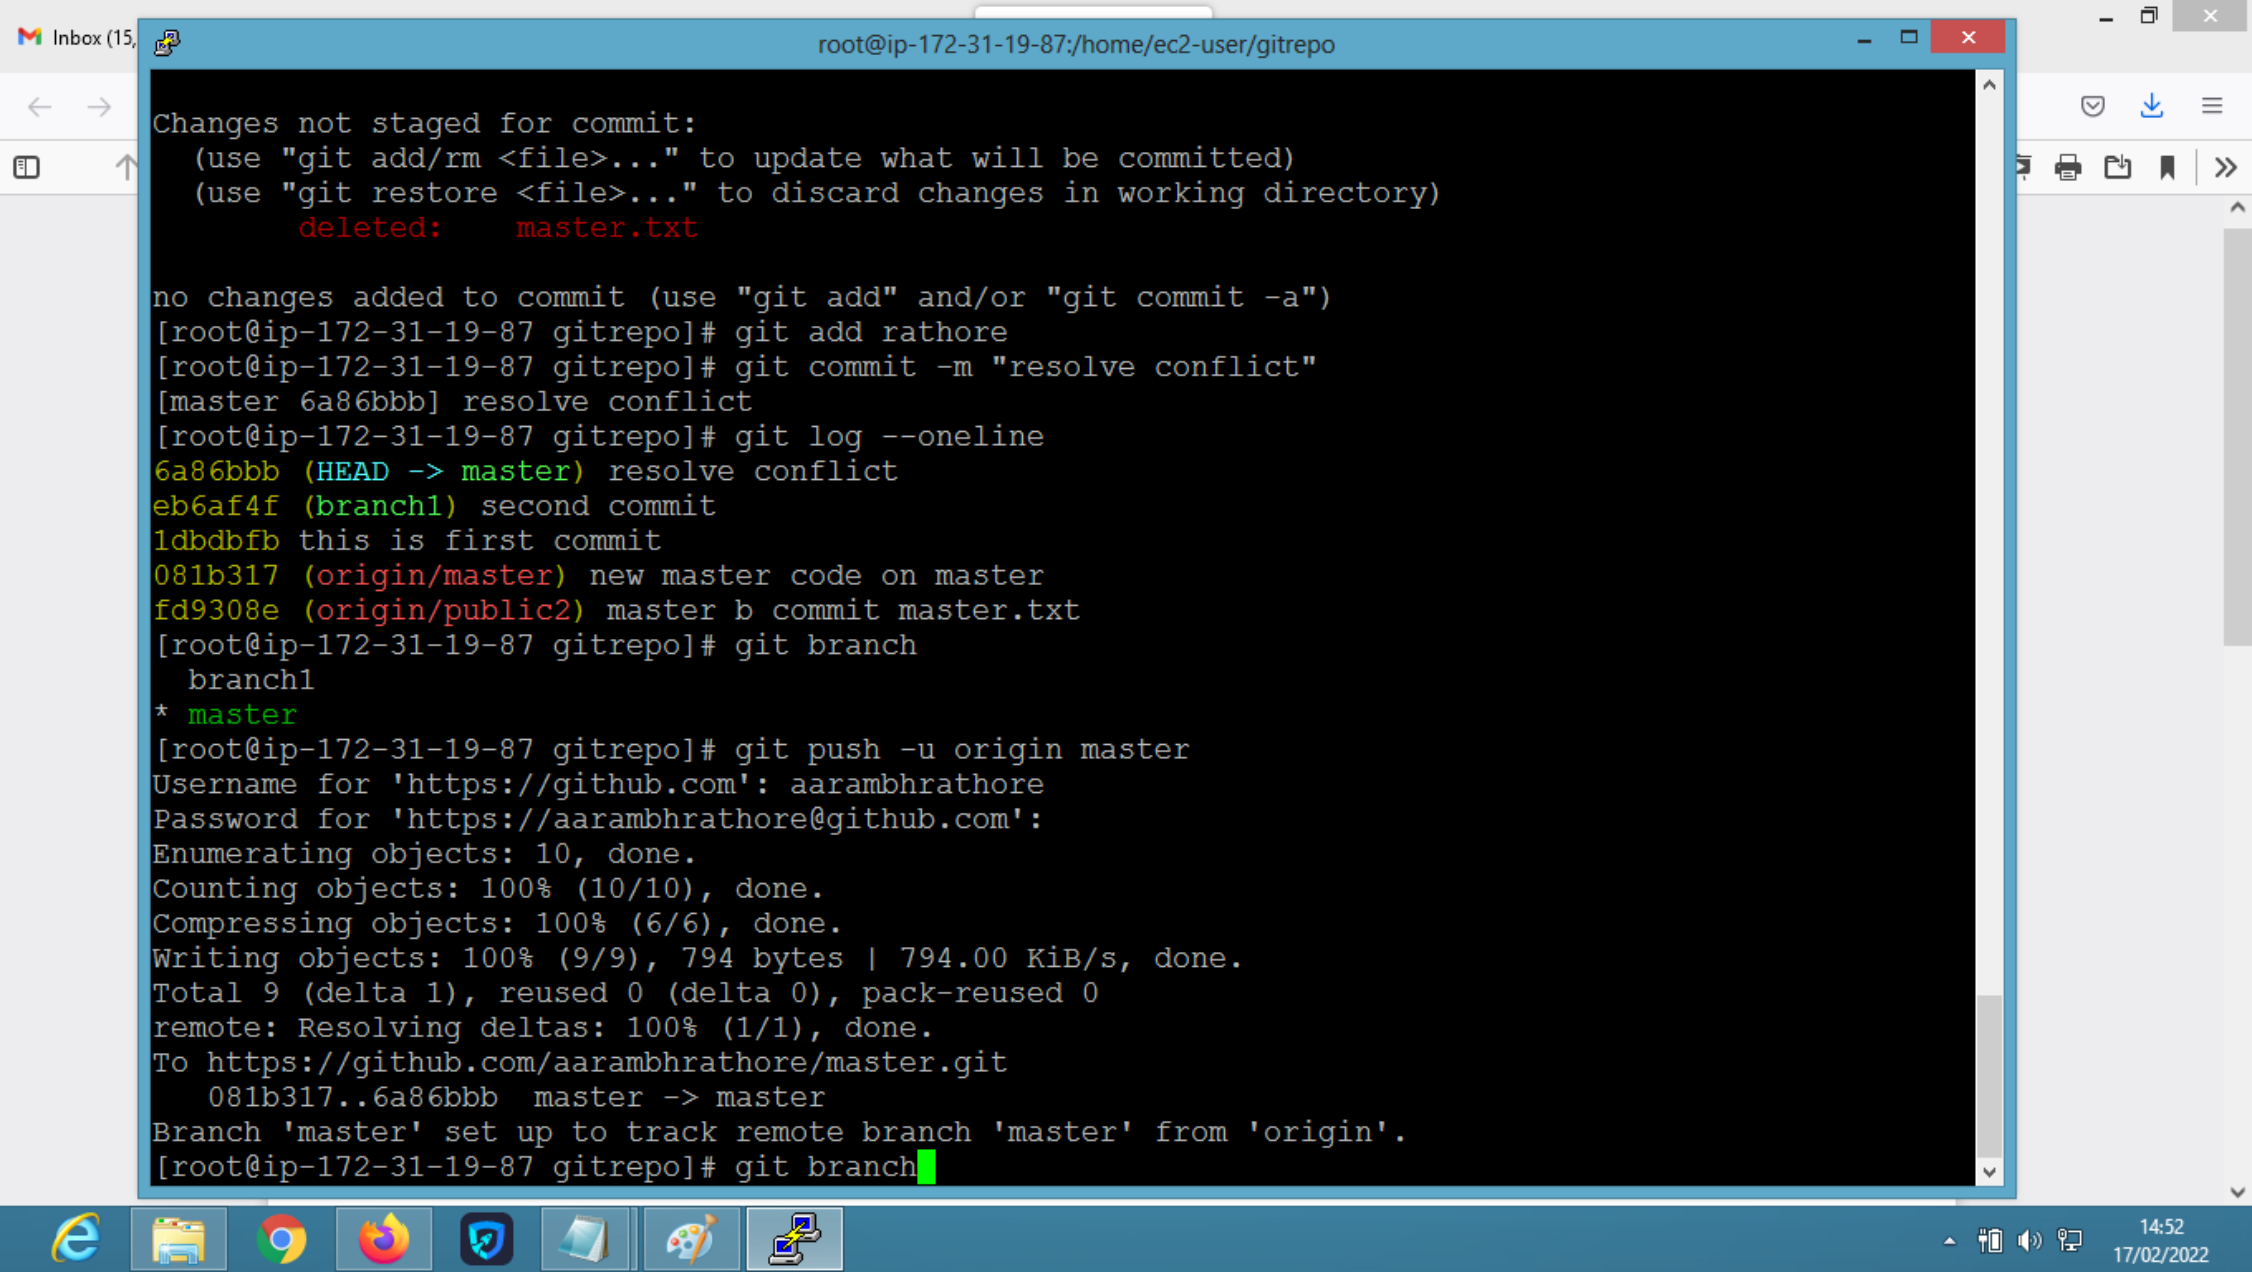 Inbox (15,
root@ip-172-31-19-87:/home/ec2-user/gitrepo
Changes not staged for commit:
  (use "git add/rm <file>..." to update what will be committed)
  (use "git restore <file>..." to discard changes in working directory)
        deleted:    master.txt
no changes added to commit (use "git add" and/or "git commit -a")
[root@ip-172-31-19-87 gitrepo]# git add rathore
[root@ip-172-31-19-87 gitrepo]# git commit -m "resolve conflict"
[master 6a86bbb] resolve conflict
[root@ip-172-31-19-87 gitrepo]# git log --oneline
6a86bbb (HEAD -> master) resolve conflict
eb6af4f (branch1) second commit
1dbdbfb this is first commit
081b317 (origin/master) new master code on master
fd9308e (origin/public2) master b commit master.txt
[root@ip-172-31-19-87 gitrepo]# git branch
  branch1
* master
[root@ip-172-31-19-87 gitrepo]# git push -u origin master
Username for 'https://github.com': aarambhrathore
Password for 'https://aarambhrathore@github.com':
Enumerating objects: 10, done.
Counting objects: 100% (10/10), done.
Compressing objects: 100% (6/6), done.
Writing objects: 100% (9/9), 794 bytes | 794.00 KiB/s, done.
Total 9 (delta 1), reused 0 (delta 0), pack-reused 0
remote: Resolving deltas: 100% (1/1), done.
To https://github.com/aarambhrathore/master.git
   081b317..6a86bbb  master -> master
Branch 'master' set up to track remote branch 'master' from 'origin'.
[root@ip-172-31-19-87 gitrepo]# git branch
14:52
17/02/2022